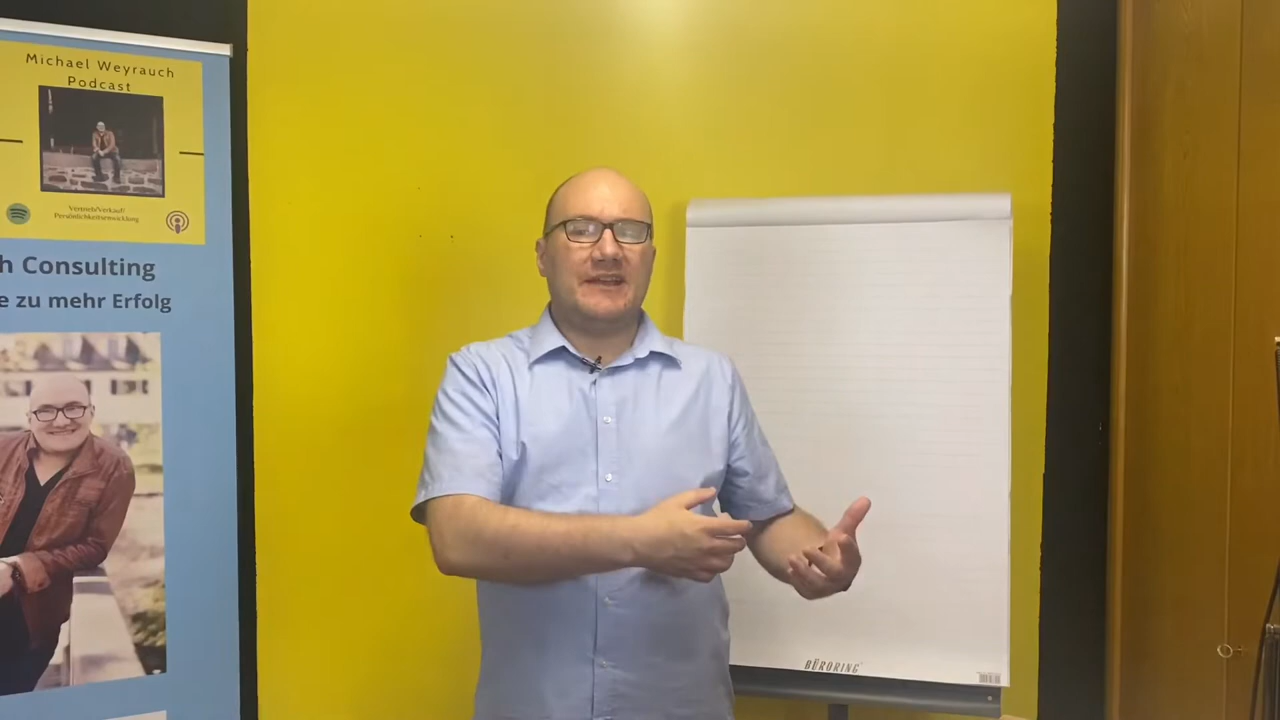 Michael Weyrauch
Podcast
Vertrieb/Verkauf/
Persönlichkeitsentwicklung
h Consulting
e zu mehr Erfolg
BÜRORING